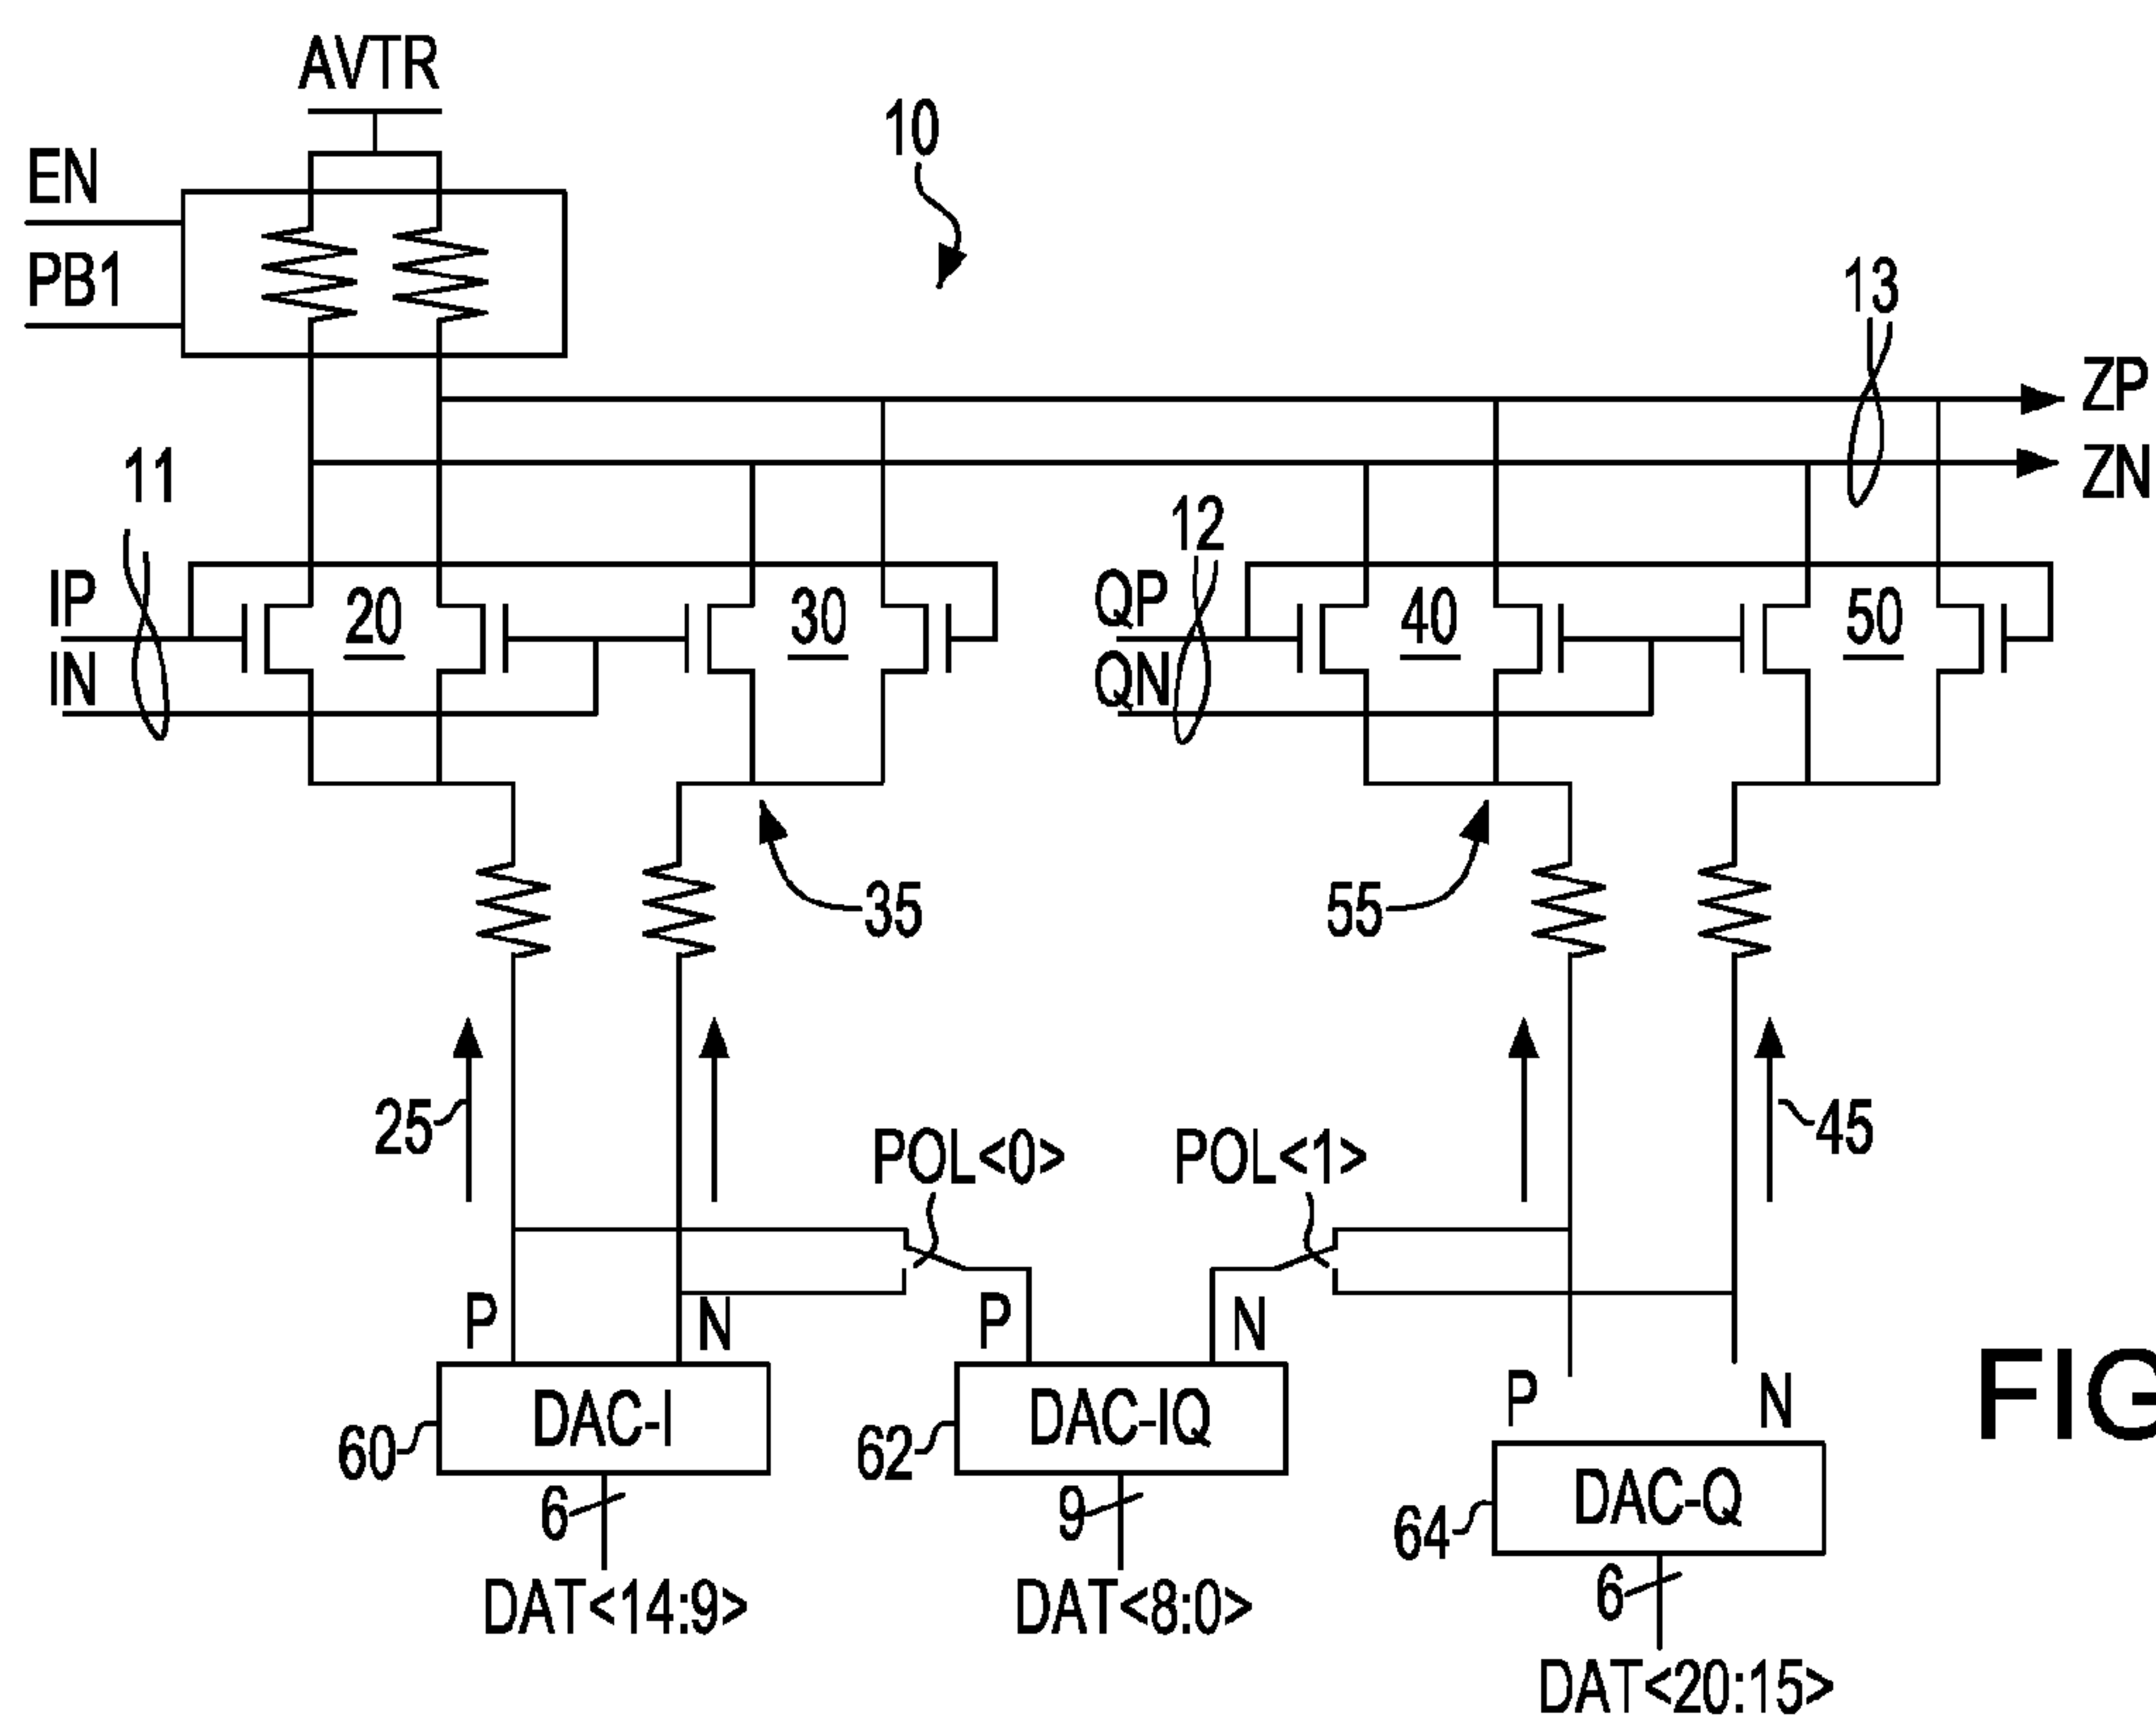 AVTR
10
EN
PB1
13
ZP
ZN
11
12
IP
IN
20
30
QP
QN
40
50
35
55
25
45
POL<0>
POL<1>
P
N
P
N
P
N
DAC-I
60
DAC-IQ
62
DAC-Q
64
6
9
6
DAT<14:9>
DAT<8:0>
DAT<20:15>
FIG